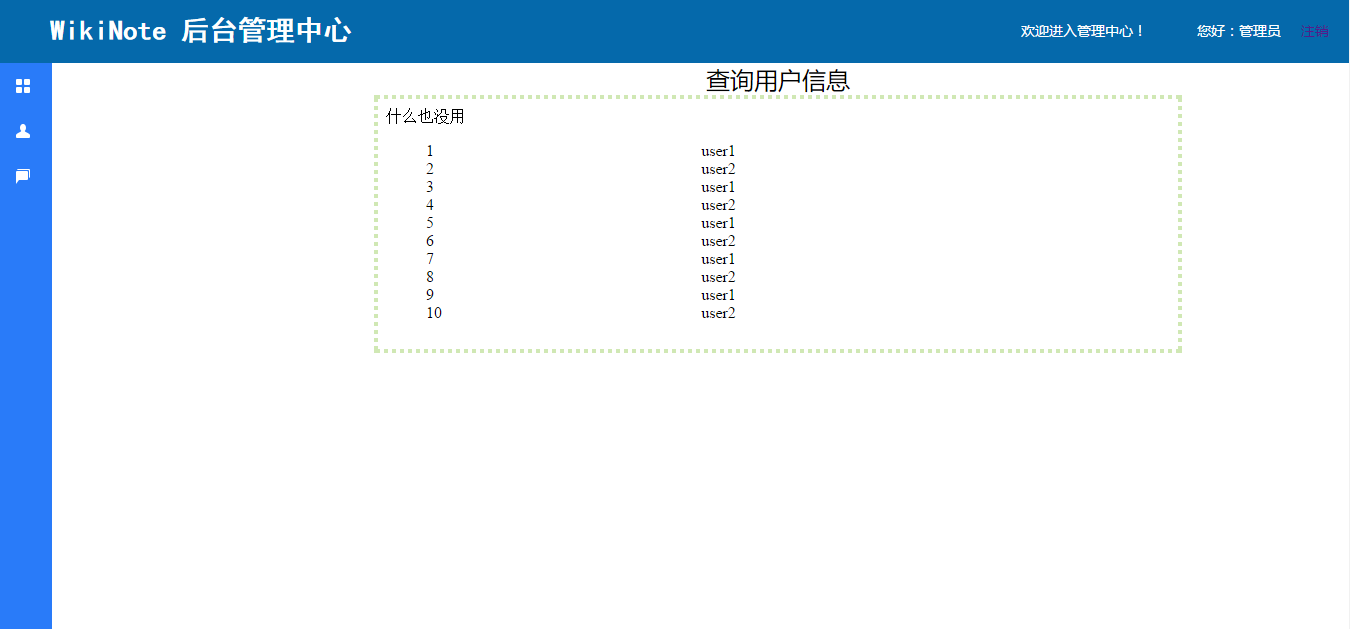 WikiNote 后台管理中心
欢迎进入管理中心！ 您好：管理员 注销
查询用户信息
什么也没用
1 user1
2 user2
3 user1
4 user2
5 user1
6 user2
7 user1
8 user2
9 user1
10 user2